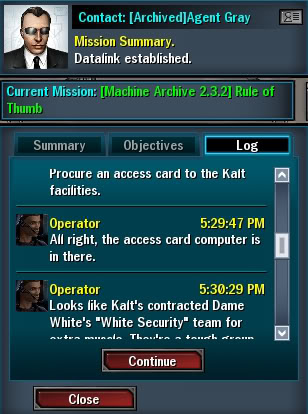 Contact: [Archived]Agent Gray
Mission Summary.
Datalink established.
Current Mission: [Machine Archive 2.3.2] Rule of
Thumb
Summary
Objectives
Log
Procure an access card to the Kalt
facilities.
Operator 5:29:47 PM
All right, the access card computer is
in there.
Operator 5:30:29 PM
Looks like Kalt's contracted Dame
White's "White Security" team for
extra muscle. They're a tough group
Continue
Close